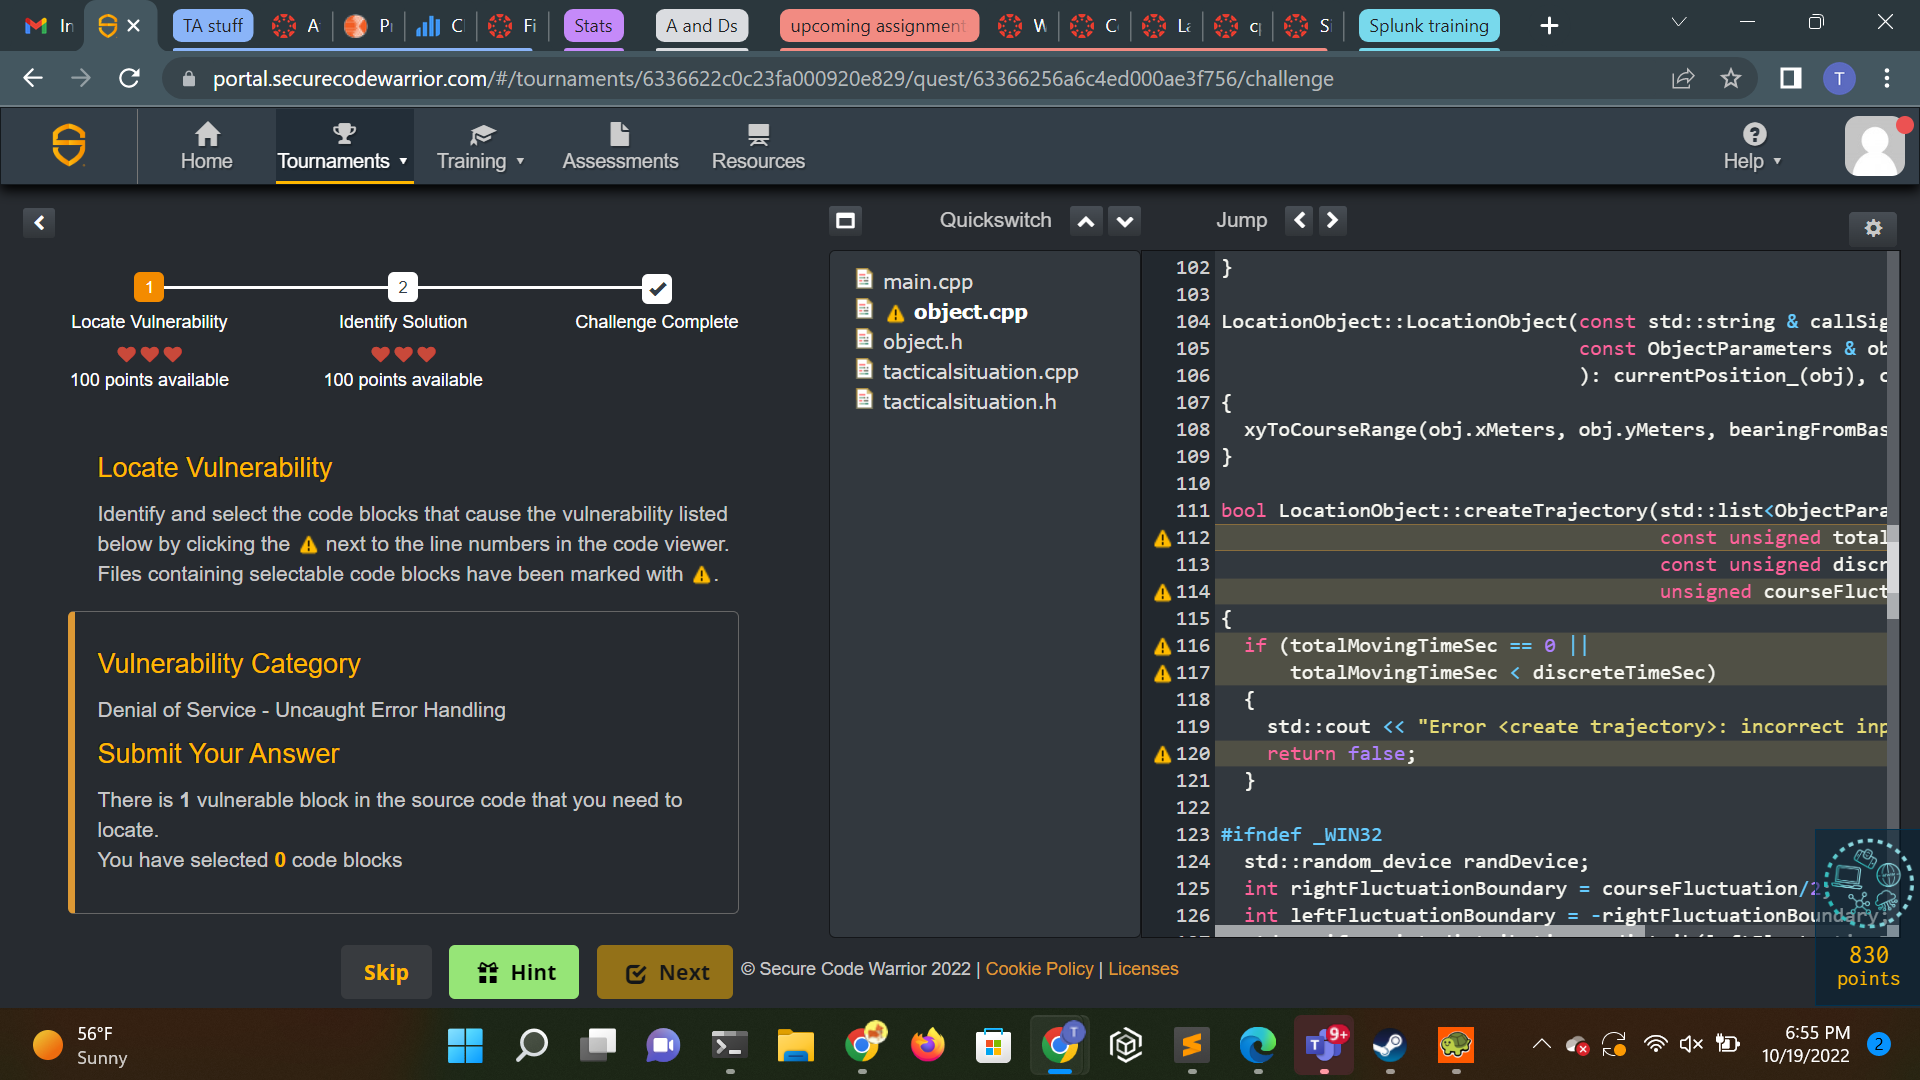 In
TA stuff
A
Pr
Cl
Fi
Stats
A and Ds
upcoming assignment
W
C
La
Si
Splunk training
portal.securecodewarrior.com/#/tournaments/6336622c0c23fa000920e829/quest/63366256a6c4ed000ae3f756/challenge
T
Home
Tournaments
Training
Assessments
Resources
Help
Quickswitch
Jump
1
2
Locate Vulnerability
Identify Solution
Challenge Complete
100 points available
100 points available
main.cpp
object.cpp
object.h
tacticalsituation.cpp
tacticalsituation.h
Locate Vulnerability
Identify and select the code blocks that cause the vulnerability listed
below by clicking the next to the line numbers in the code viewer.
Files containing selectable code blocks have been marked with .
Vulnerability Category
Denial of Service - Uncaught Error Handling
Submit Your Answer
There is 1 vulnerable block in the source code that you need to
locate.
You have selected 0 code blocks
102 }
103
104 LocationObject::LocationObject(const std::string & callSig
105 const ObjectParameters & ob
106 ): currentPosition_(obj), c
107 {
108 xyToCourseRange(obj.xMeters, obj.yMeters, bearingFromBas
109 }
110
111 bool LocationObject::createTrajectory(std::list<ObjectPara
112 const unsigned total
113 const unsigned discr
114 unsigned courseFluct
115 {
116 if (totalMovingTimeSec == 0 ||
117 totalMovingTimeSec < discreteTimeSec)
118 {
119 std::cout << "Error <create trajectory>: incorrect inp
120 return false;
121 }
122
123 #ifndef _WIN32
124 std::random_device randDevice;
125 int rightFluctuationBoundary = courseFluctuation/2
126 int leftFluctuationBoundary = -rightFluctuationBoundary;
830
points
Skip
Hint
Next
© Secure Code Warrior 2022 | Cookie Policy | Licenses
56°F
Sunny
T
9+
6:55 PM
10/19/2022
2